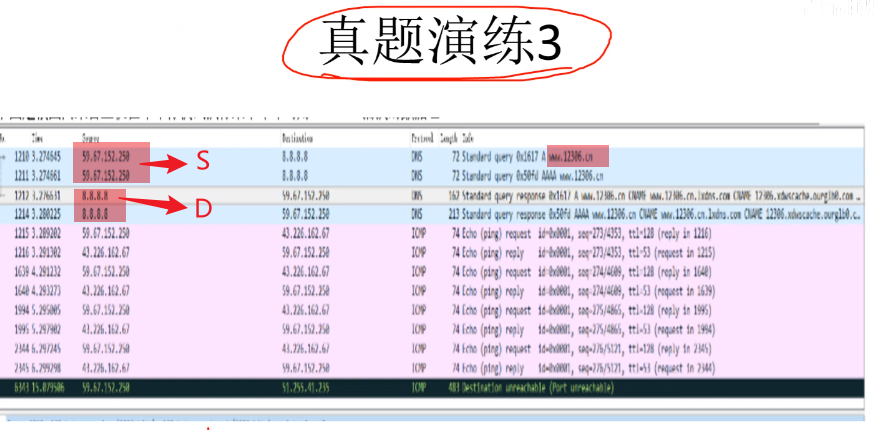 真题演练3
No. Time Source Destination Protocol Length Info
1210 3.274645 59.67.152.250 8.8.8.8 DNS 72 Standard query 0x1617 A www.12306.cn
S
1211 3.274661 59.67.152.250 8.8.8.8 DNS 72 Standard query 0x50fd AAAA www.12306.cn
1212 3.276631 8.8.8.8 59.67.152.250 DNS 162 Standard query response 0x1617 A www.12306.cn CNAME www.12306.cn.lxdns.com CNAME 12306.xdwscache.ourglb0.com …
D
1214 3.280225 8.8.8.8 59.67.152.250 DNS 213 Standard query response 0x50fd AAAA www.12306.cn CNAME www.12306.cn.lxdns.com CNAME 12306.xdwscache.ourglb0.c…
1215 3.289202 59.67.152.250 43.226.162.67 ICMP 74 Echo (ping) request id=0x0001, seq=273/4353, ttl=128 (reply in 1216)
1216 3.291302 43.226.162.67 59.67.152.250 ICMP 74 Echo (ping) reply id=0x0001, seq=273/4353, ttl=53 (request in 1215)
1639 4.291232 59.67.152.250 43.226.162.67 ICMP 74 Echo (ping) request id=0x0001, seq=274/4609, ttl=128 (reply in 1640)
1640 4.293273 43.226.162.67 59.67.152.250 ICMP 74 Echo (ping) reply id=0x0001, seq=274/4609, ttl=53 (request in 1639)
1994 5.295005 59.67.152.250 43.226.162.67 ICMP 74 Echo (ping) request id=0x0001, seq=275/4865, ttl=128 (reply in 1995)
1995 5.297902 43.226.162.67 59.67.152.250 ICMP 74 Echo (ping) reply id=0x0001, seq=275/4865, ttl=53 (request in 1994)
2344 6.297245 59.67.152.250 43.226.162.67 ICMP 74 Echo (ping) request id=0x0001, seq=276/5121, ttl=128 (reply in 2345)
2345 6.299298 43.226.162.67 59.67.152.250 ICMP 74 Echo (ping) reply id=0x0001, seq=276/5121, ttl=53 (request in 2344)
6343 15.079506 59.67.152.250 51.255.41.235 ICMP 483 Destination unreachable (Port unreachable)